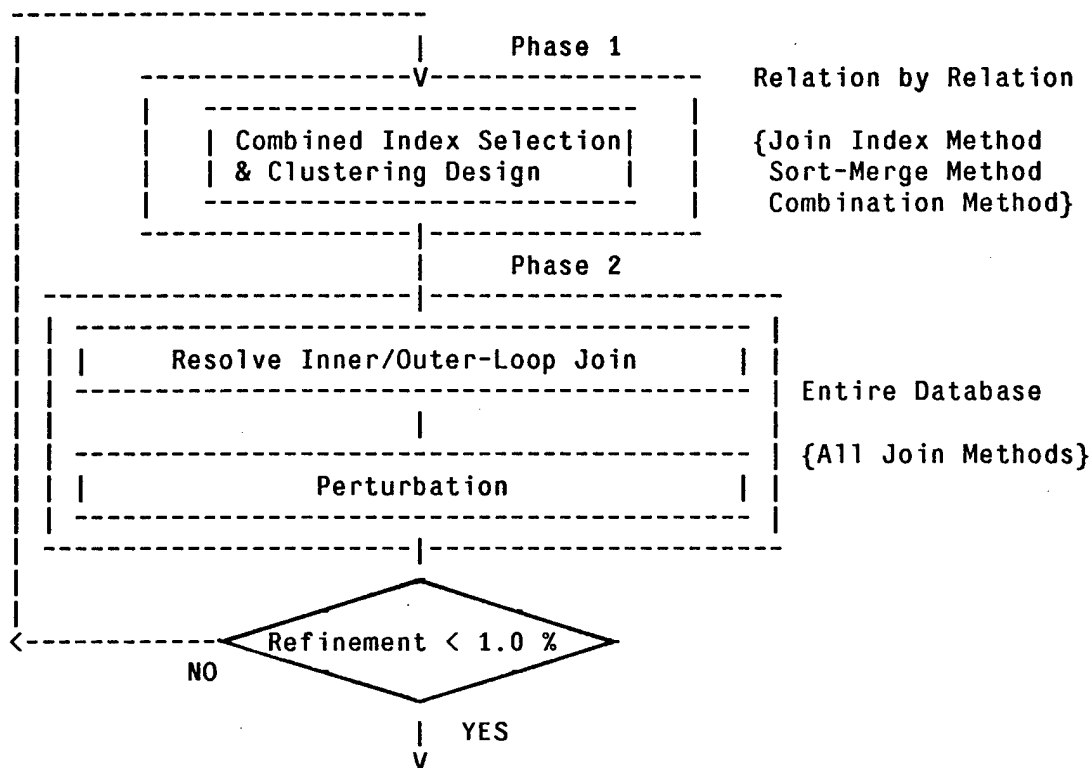 Phase 1
Relation by Relation
Combined Index Selection
& Clustering Design
{Join Index Method
Sort-Merge Method
Combination Method}
Phase 2
Resolve Inner/Outer-Loop Join
Perturbation
Entire Database
{All Join Methods}
Refinement < 1.0 %
NO
YES